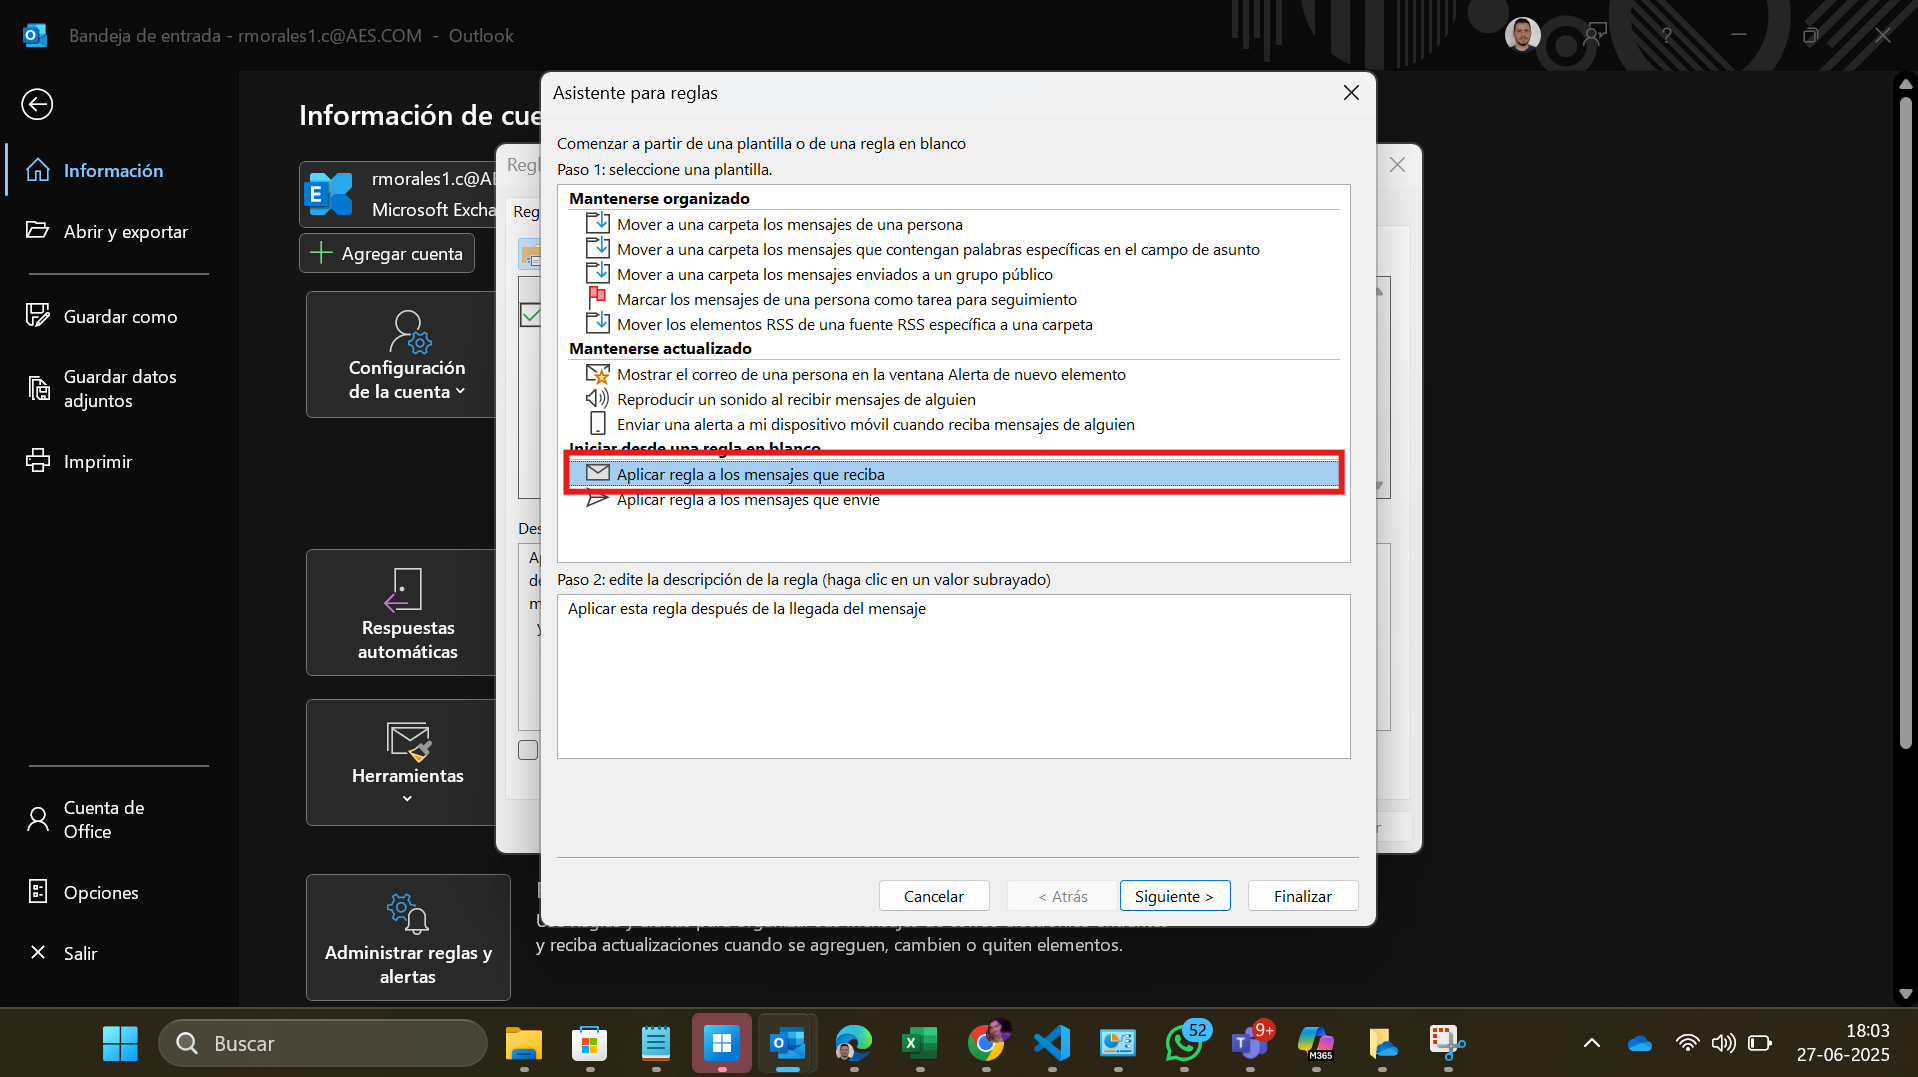 Bandeja de entrada - rmorales1.c@AES.COM - Outlook
Información
Abrir y exportar
Guardar como
Guardar datos
adjuntos
Imprimir
Cuenta de
Office
Opciones
Salir
Información de cue
rmorales1.c@AE
Microsoft Excha
Agregar cuenta
Configuración
de la cuenta
Respuestas
automáticas
Herramientas
Administrar reglas y
alertas
y reciba actualizaciones cuando se agreguen, cambien o quiten elementos.
Regl
Reg
Des
Asistente para reglas
Comenzar a partir de una plantilla o de una regla en blanco
Paso 1: seleccione una plantilla.
Mantenerse organizado
Mover a una carpeta los mensajes de una persona
Mover a una carpeta los mensajes que contengan palabras específicas en el campo de asunto
Mover a una carpeta los mensajes enviados a un grupo público
Marcar los mensajes de una persona como tarea para seguimiento
Mover los elementos RSS de una fuente RSS específica a una carpeta
Mantenerse actualizado
Mostrar el correo de una persona en la ventana Alerta de nuevo elemento
Reproducir un sonido al recibir mensajes de alguien
Enviar una alerta a mi dispositivo móvil cuando reciba mensajes de alguien
Iniciar desde una regla en blanco
Aplicar regla a los mensajes que reciba
Aplicar regla a los mensajes que envíe
Paso 2: edite la descripción de la regla (haga clic en un valor subrayado)
Aplicar esta regla después de la llegada del mensaje
Cancelar
< Atrás
Siguiente >
Finalizar
Buscar
52
9+
M365
18:03
27-06-2025